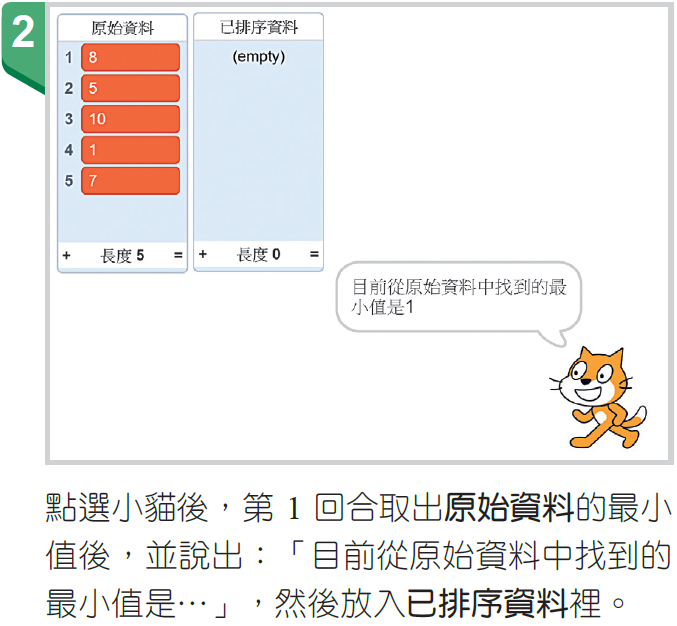 2
原始資料
1 8
2 5
3 10
4 1
5 7
+ 長度 5 =
已排序資料
(empty)
+ 長度 0 =
目前從原始資料中找到的最
小值是1
點選小貓後，第 1 回合取出原始資料的最小
值後，並說出：「目前從原始資料中找到的
最小值是…」，然後放入已排序資料裡。